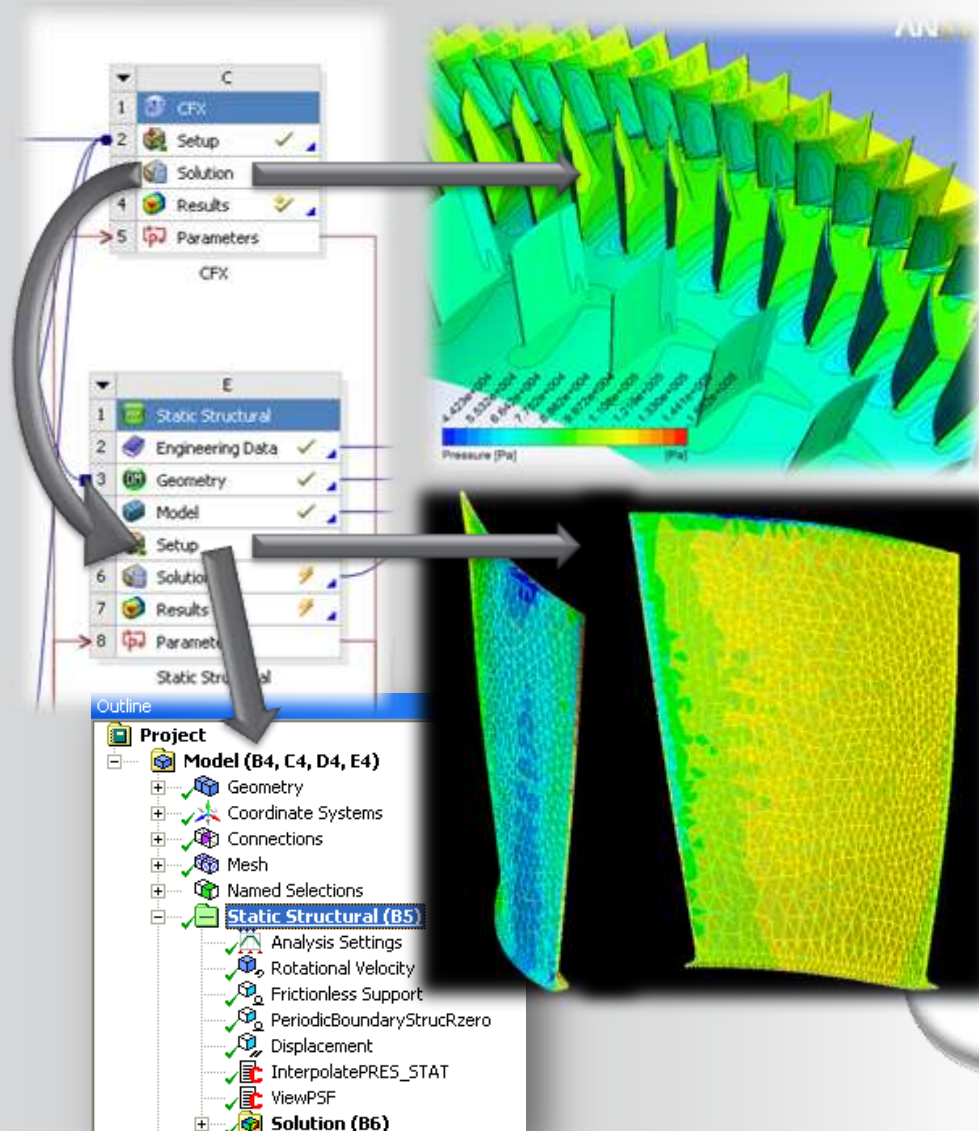 C
1 CFX
2 Setup
Solution
4 Results
5 Parameters
CFX
E
1 Static Structural
2 Engineering Data
3 Geometry
Model
Setup
6 Solution
7 Results
8
Static
AN
4.423e+004
Pressure [Pa]
[Pa]
Outline
Project
Model (B4, C4, D4, E4)
Geometry
Coordinate Systems
Connections
Mesh
Named Selections
Static Structural (B5)
Analysis Settings
Rotational Velocity
Frictionless Support
PeriodicBoundaryStrucRzero
Displacement
InterpolatePRES_STAT
ViewPSF
Solution (B6)